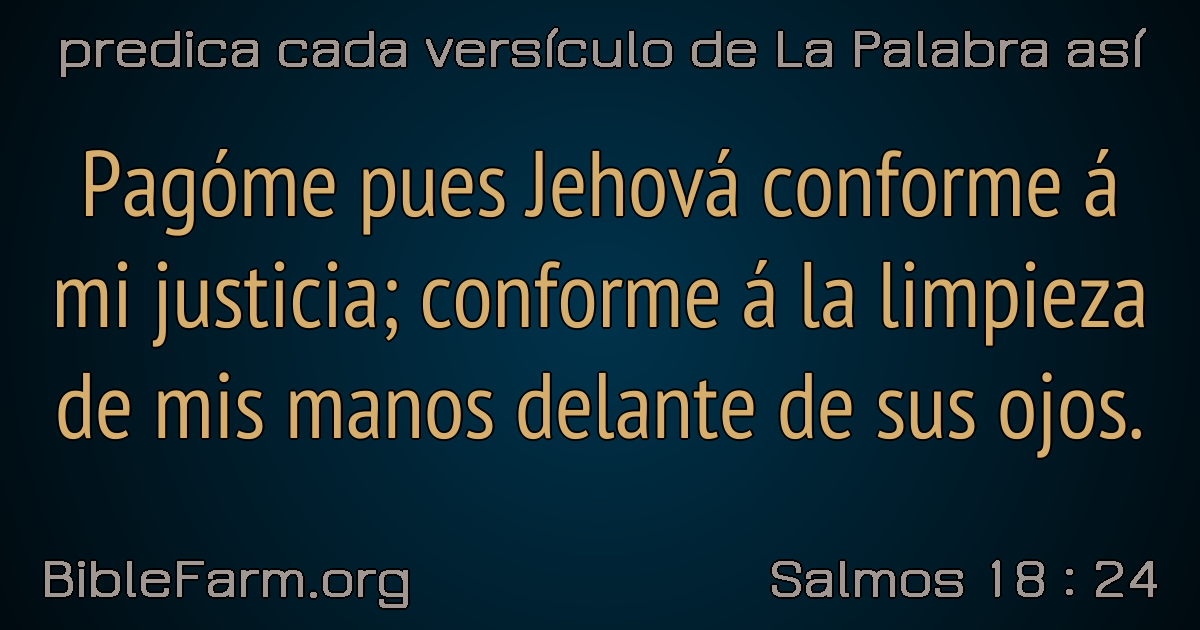 predica cada versículo de La Palabra así
Pagóme pues Jehová conforme á
mi justicia; conforme á la limpieza
de mis manos delante de sus ojos.
BibleFarm.org
Salmos 18 : 24